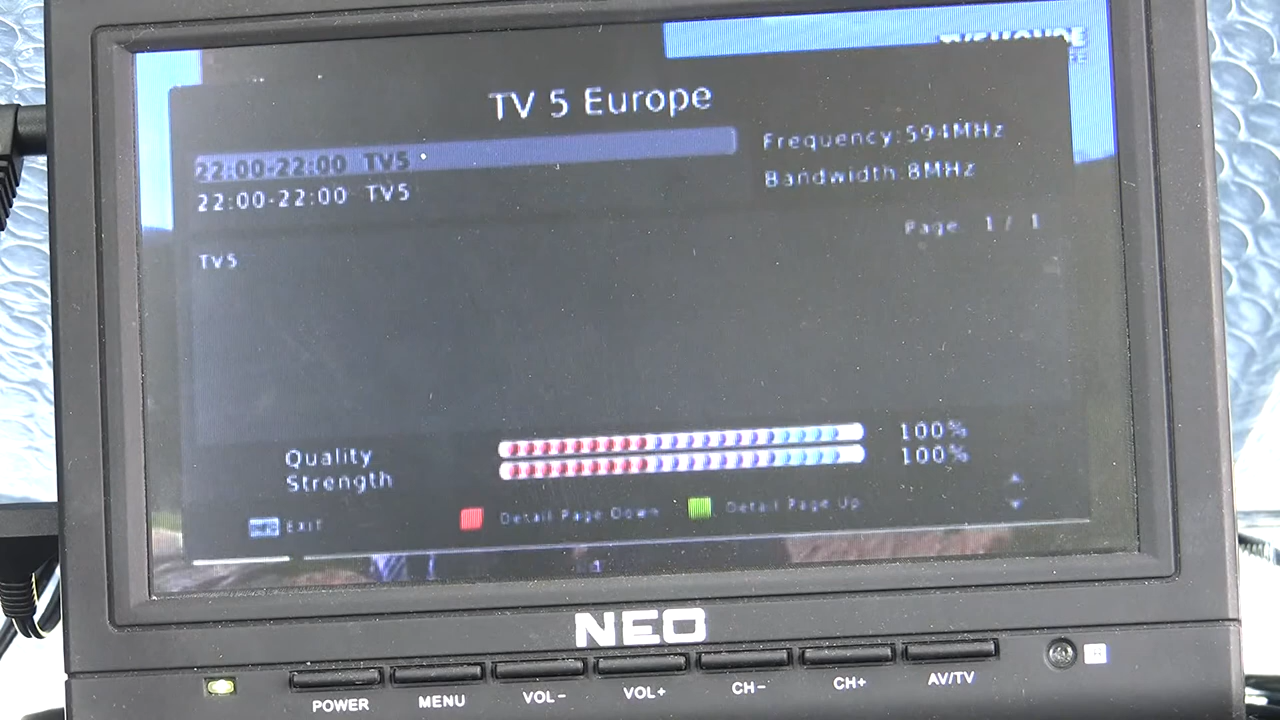 TV 5 Europe
22:00-22:00 TV5
22:00-22:00 TV5
Frequency:594MHz
Bandwidth:8MHz
Page 1 / 1
TV5
Quality 100%
Strength 100%
Exit
Detail Page Down
Detail Page Up
NEO
POWER
MENU
VOL-
VOL+
CH-
CH+
AV/TV